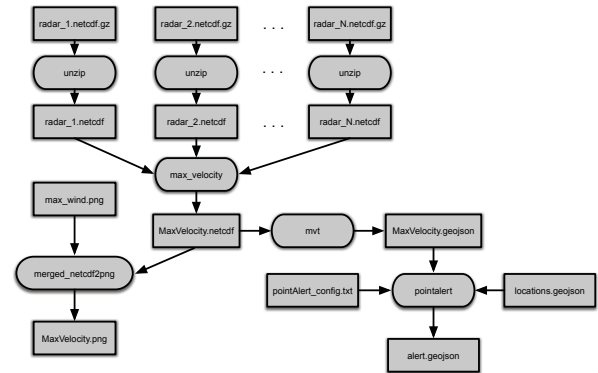 radar_1.netcdf.gz radar_2.netcdf.gz . . . radar_N.netcdf.gz
unzip unzip . . . unzip
radar_1.netcdf radar_2.netcdf . . . radar_N.netcdf
max_velocity
max_wind.png
MaxVelocity.netcdf mvt MaxVelocity.geojson
merged_netcdf2png
pointAlert_config.txt pointalert locations.geojson
MaxVelocity.png
alert.geojson